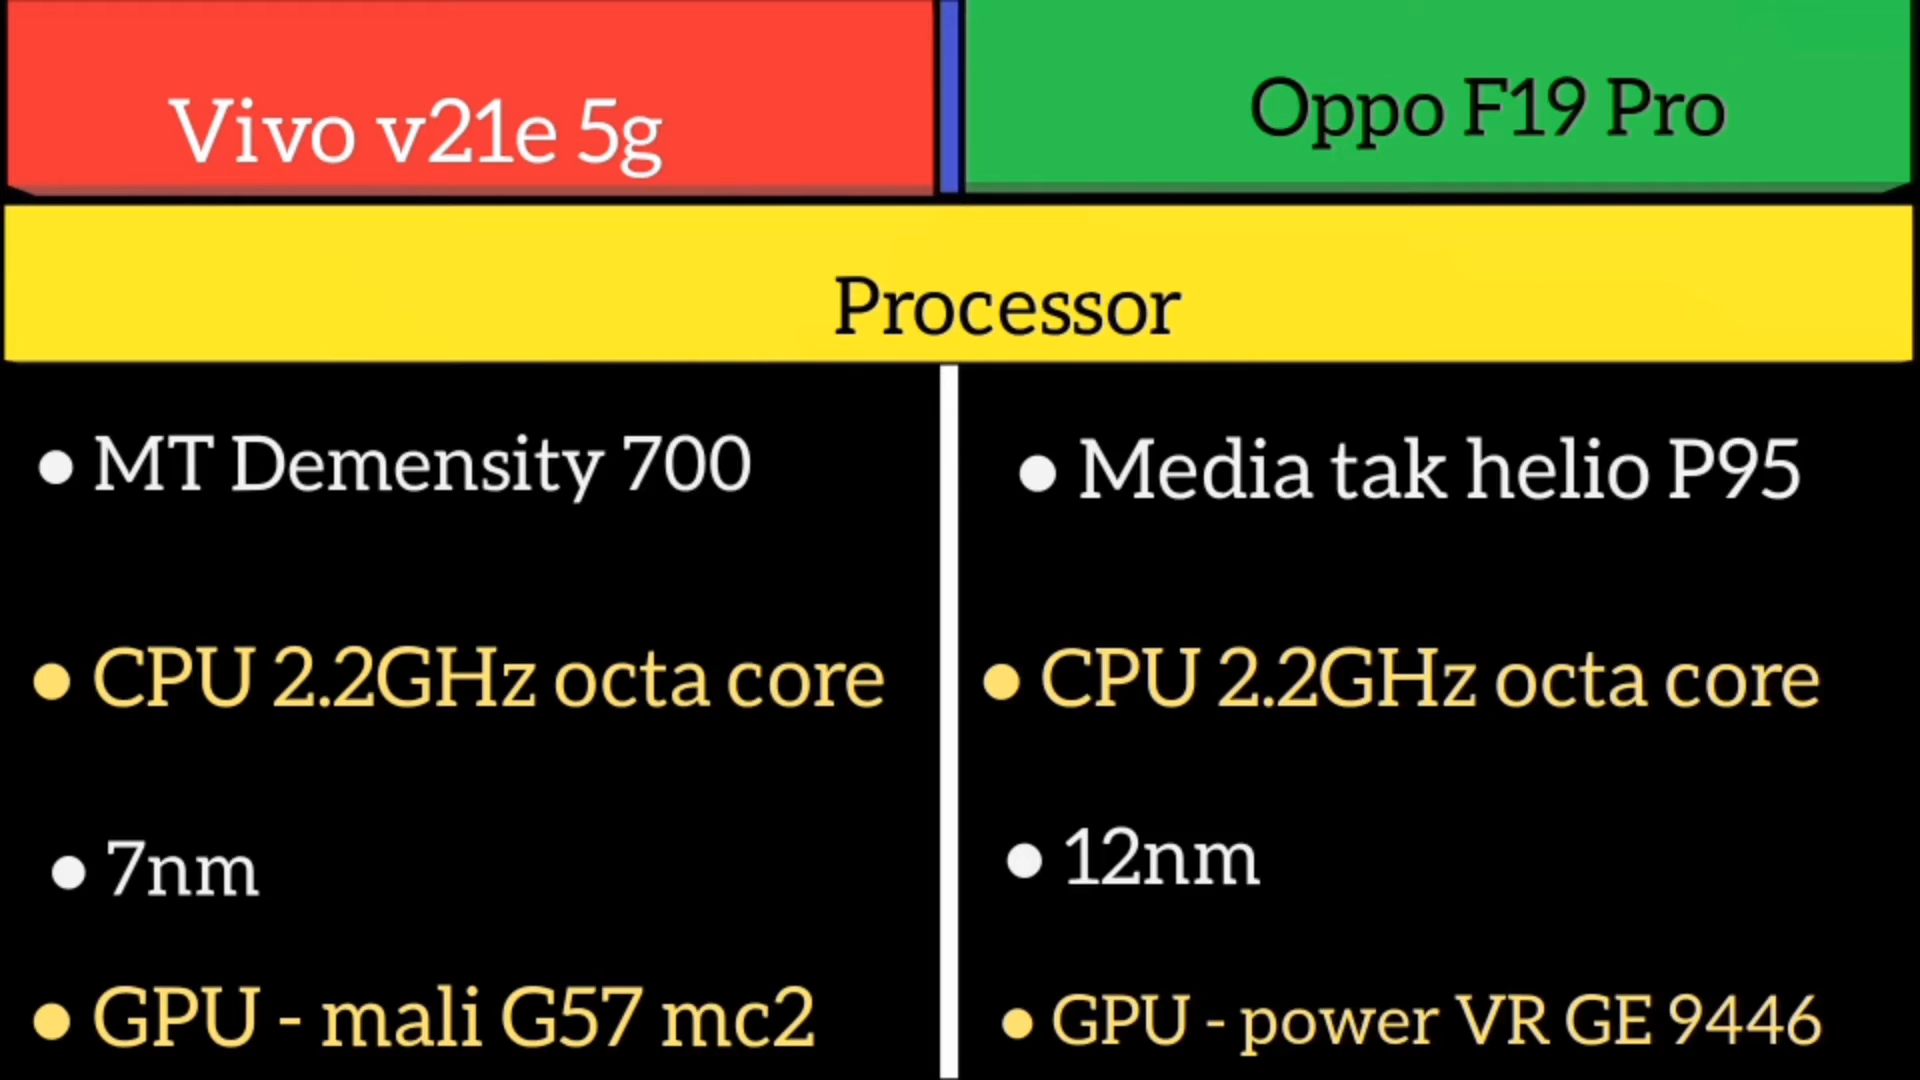 Vivo v21e 5g
Oppo F19 Pro
Processor
• MT Demensity 700
• Media tak helio P95
• CPU 2.2GHz octa core
• CPU 2.2GHz octa core
• 7nm
• 12nm
• GPU - mali G57 mc2
• GPU - power VR GE 9446